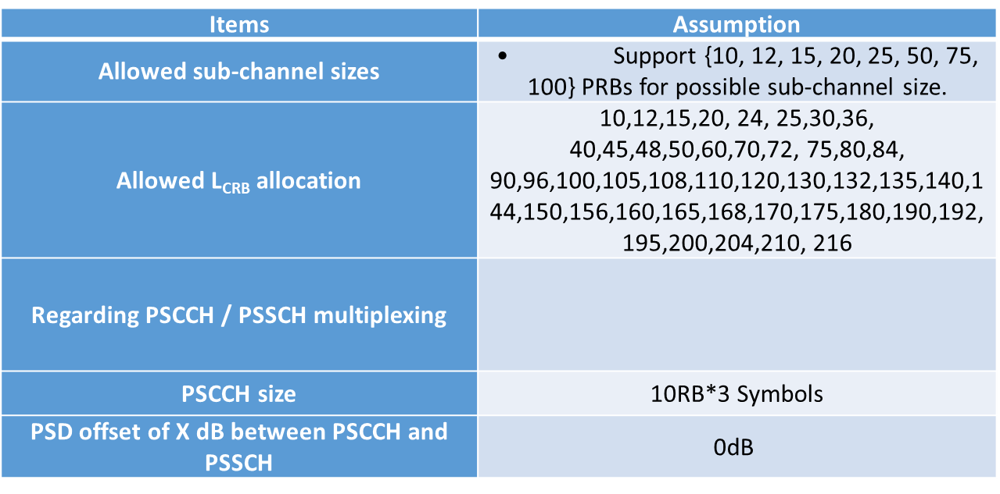 Items
Assumption
Allowed sub-channel sizes
• Support {10, 12, 15, 20, 25, 50, 75,
100} PRBs for possible sub-channel size.
Allowed LCRB allocation
10,12,15,20, 24, 25,30,36,
40,45,48,50,60,70,72, 75,80,84,
90,96,100,105,108,110,120,130,132,135,140,1
44,150,156,160,165,168,170,175,180,190,192,
195,200,204,210, 216
Regarding PSCCH / PSSCH multiplexing
PSCCH size
10RB*3 Symbols
PSD offset of X dB between PSCCH and
PSSCH
0dB